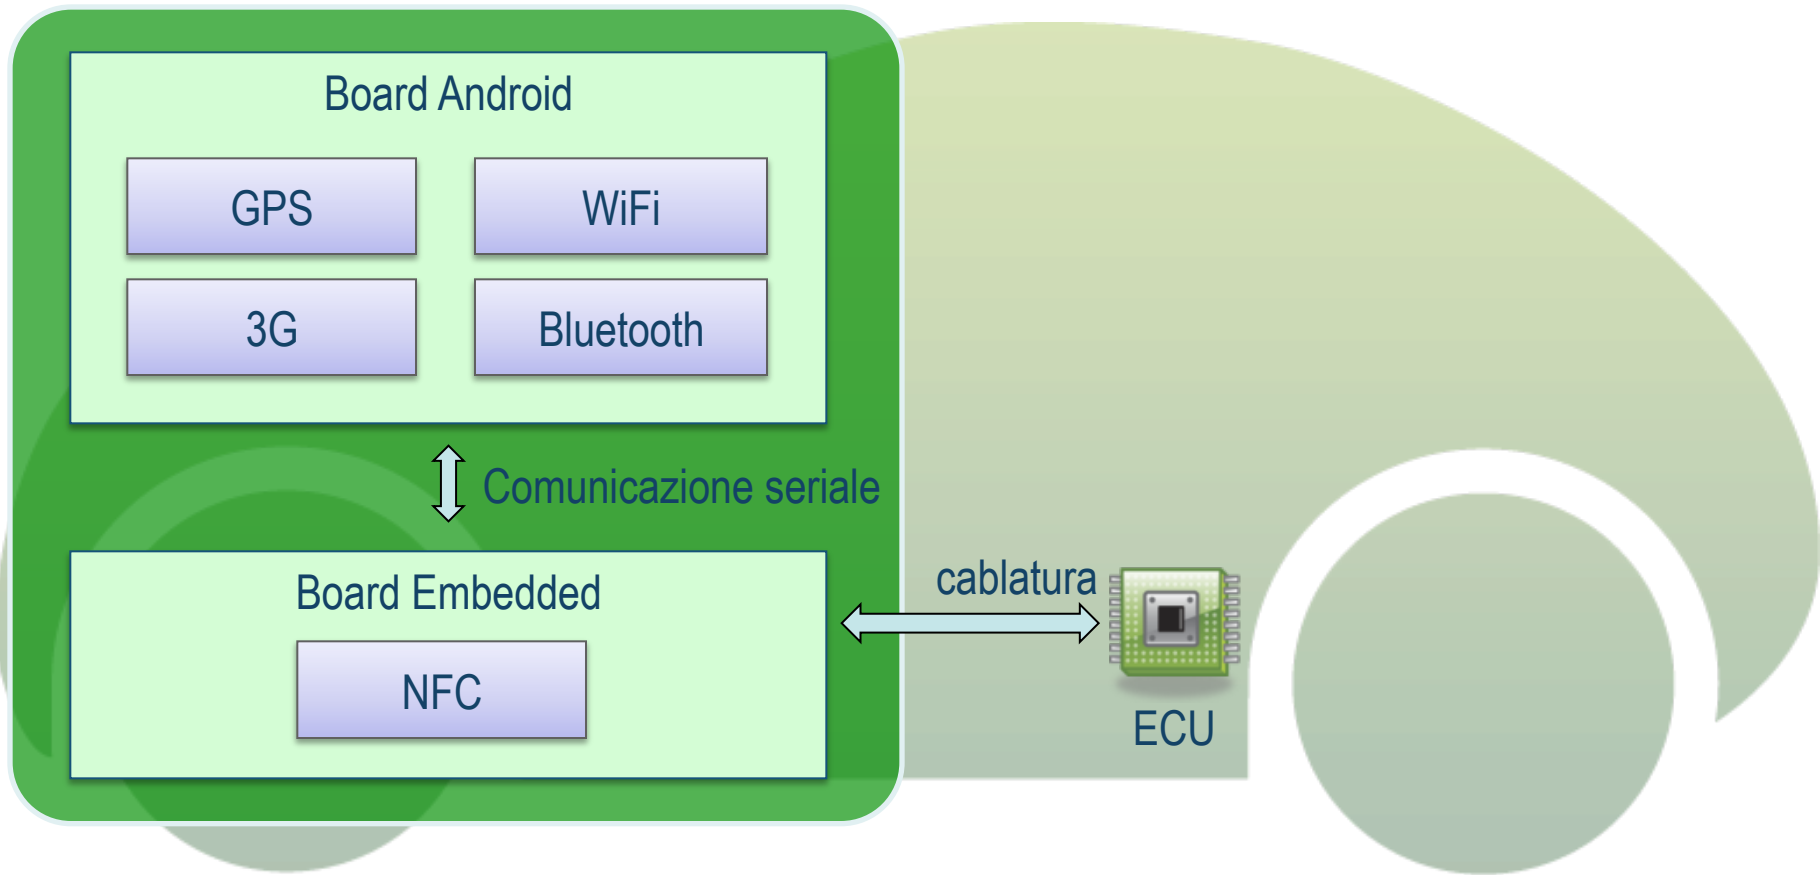 Board Android
GPS
WiFi
3G
Bluetooth
Comunicazione seriale
Board Embedded
NFC
cablatura
ECU